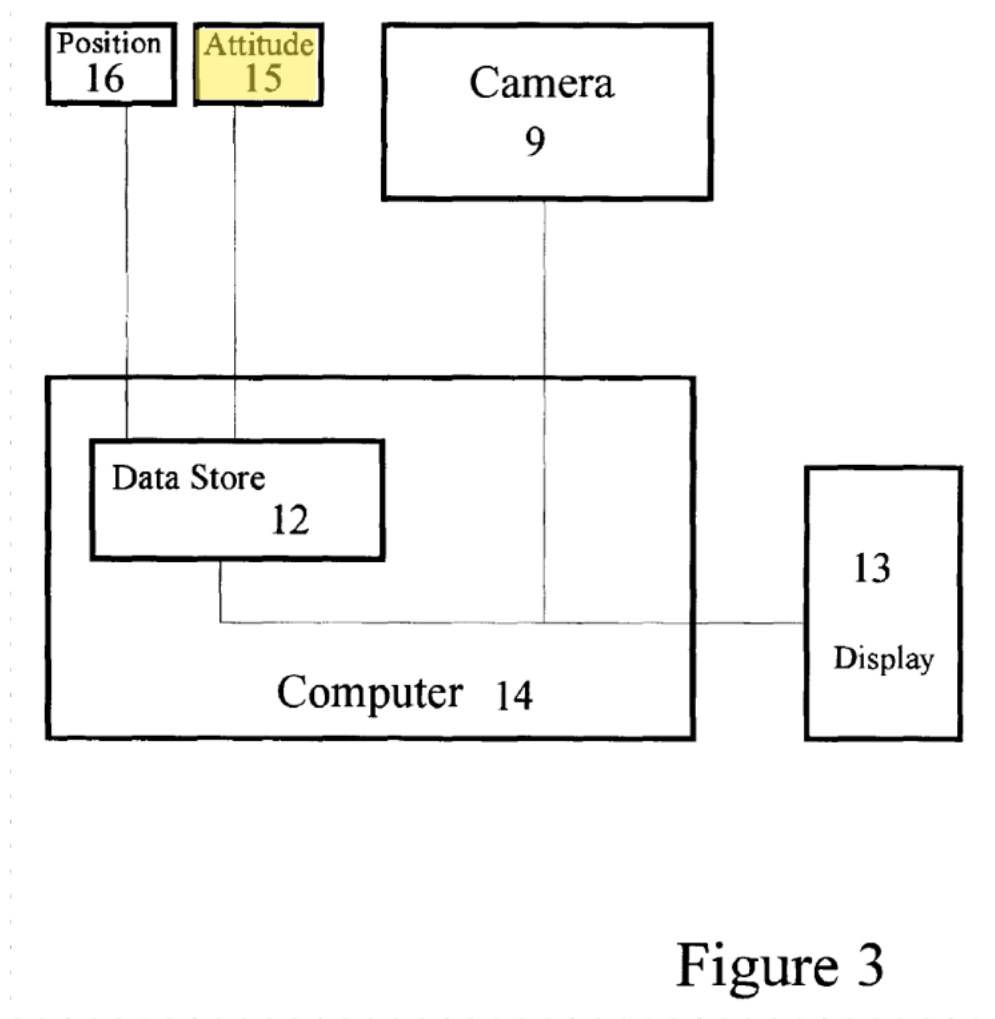 Position
16
Attitude
15
Camera
9
Data Store
12
13
Display
Computer 14
Figure 3